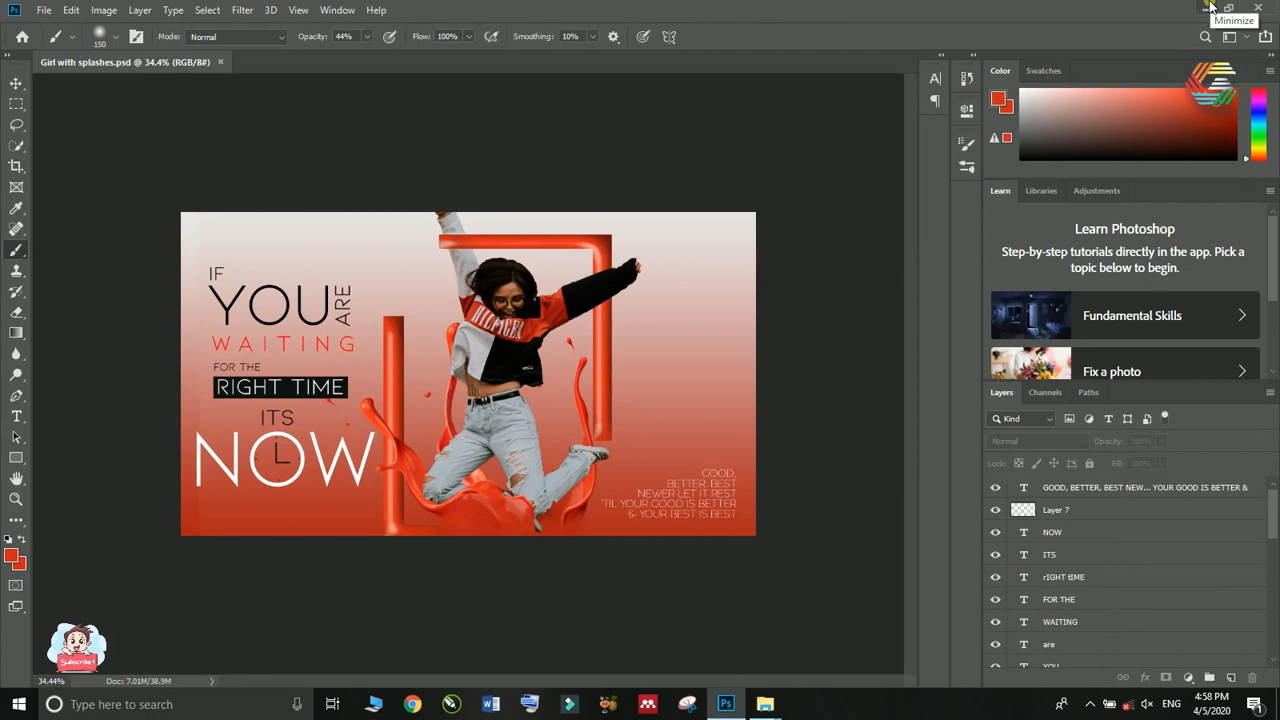 Ps File Edit Image Layer Type Select Filter 3D View Window Help
Minimize
150 Mode: Normal Opacity: 44% Flow: 100% Smoothing: 10%
Girl with splashes.psd @ 34.4% (RGB/8#) ×
Color Swatches
Learn Libraries Adjustments
Learn Photoshop
Step-by-step tutorials directly in the app. Pick a
topic below to begin.
Fundamental Skills
Fix a photo
IF
YOU ARE
WAITING
FOR THE
RIGHT TIME
ITS
NOW
HILFIGER
GOOD,
BETTER, BEST
NEWER LET IT REST
'TIL YOUR GOOD IS BETTER
& YOUR BEST IS BEST
Layers Channels Paths
Kind
Normal Opacity: 100%
Lock: Fill: 100%
T GOOD, BETTER, BEST NEW... YOUR GOOD IS BETTER &
Layer 7
T NOW
T ITS
T rIGHT tIME
T FOR THE
T WAITING
T are
T YOU
Subscribe!
34.44% Doc: 7.01M/38.9M
Type here to search
ENG
4:58 PM
4/5/2020